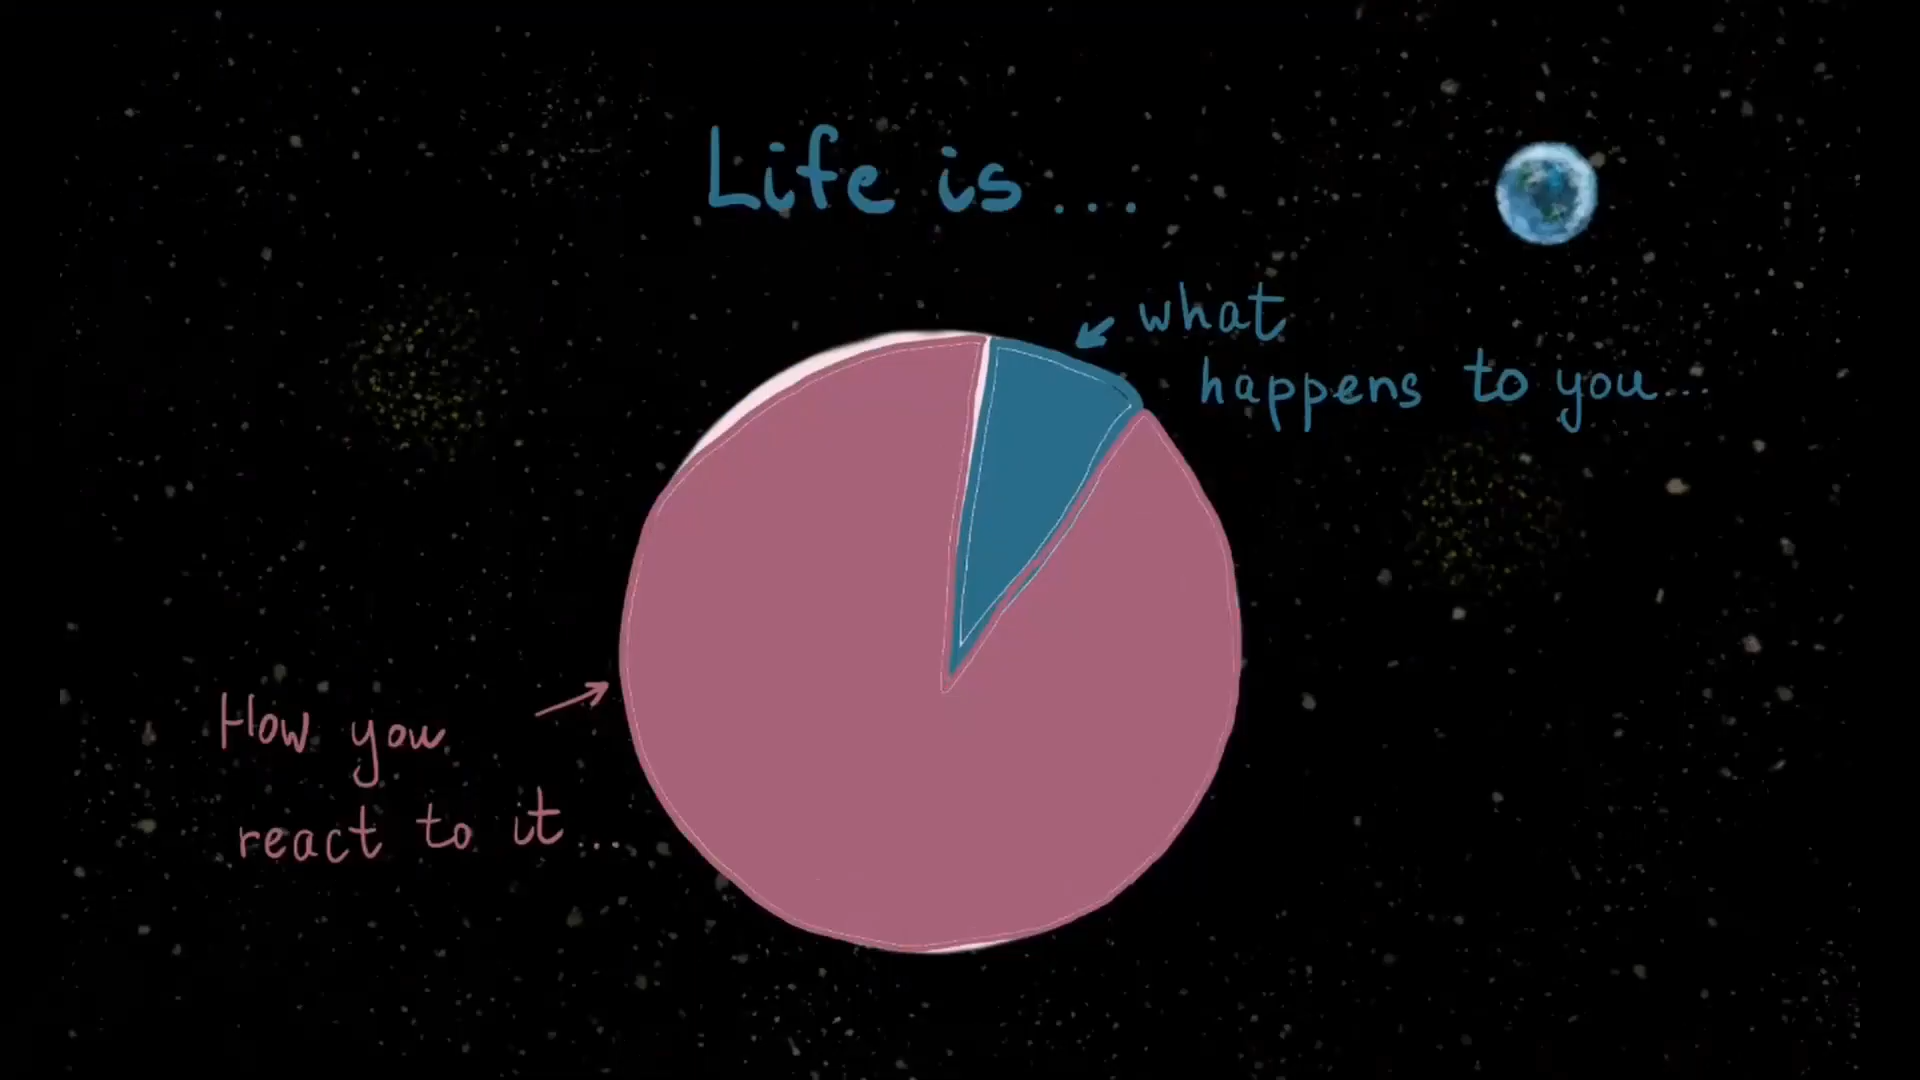 Life is...
what
happens to you...
How you
react to it...